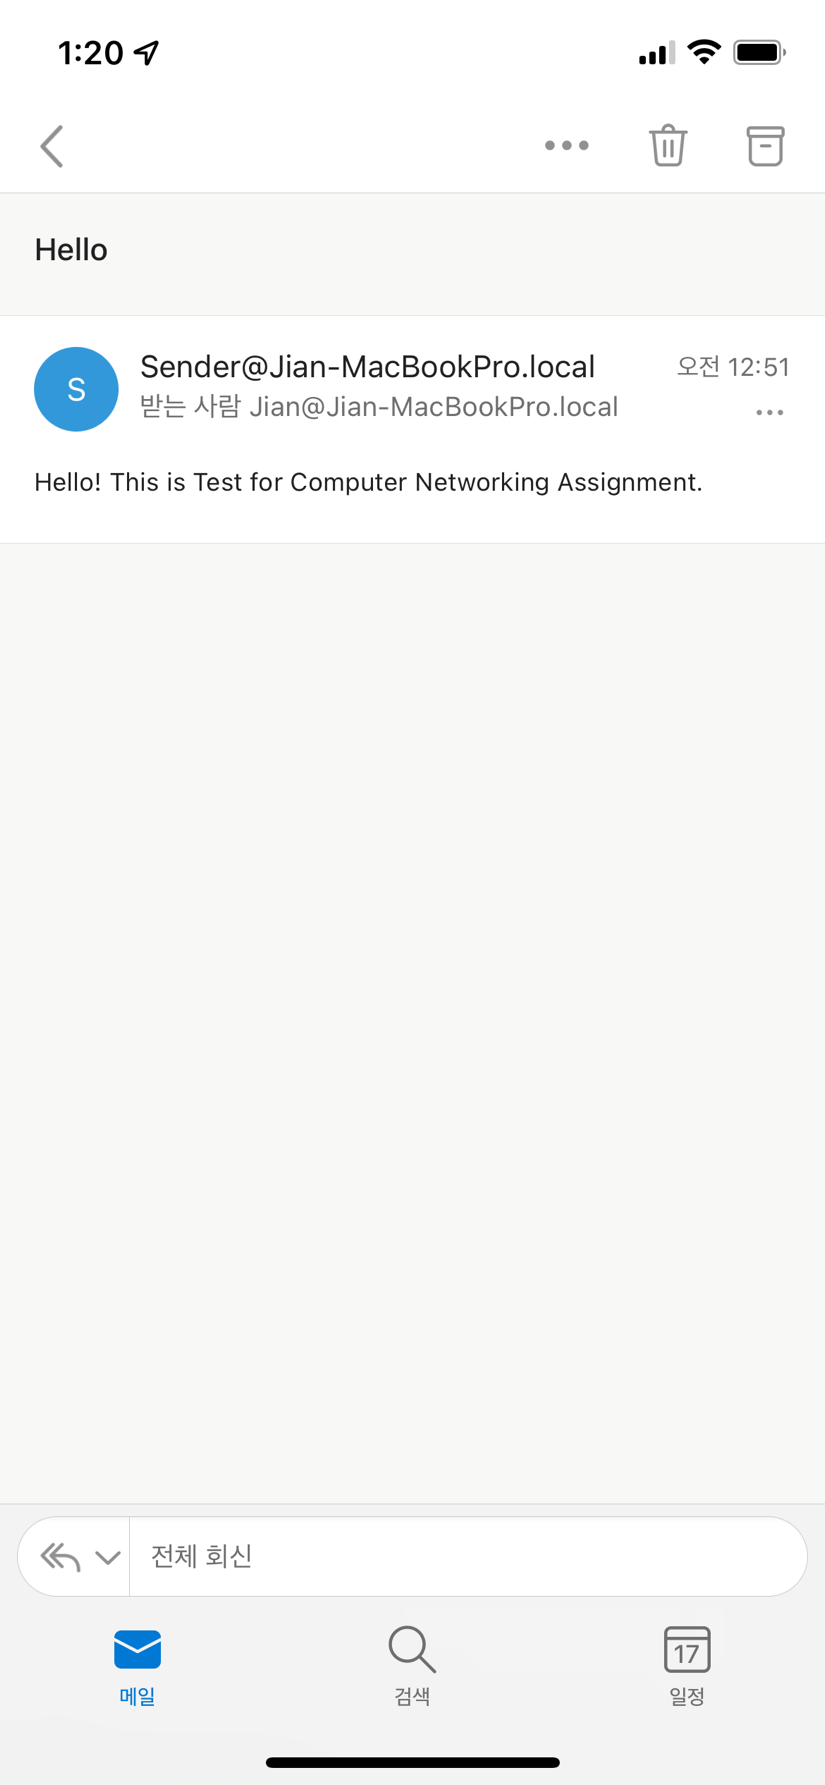 1:20
Hello
S
Sender@Jian-MacBookPro.local
오전 12:51
받는 사람 Jian@Jian-MacBookPro.local
Hello! This is Test for Computer Networking Assignment.
전체 회신
17
메일
검색
일정